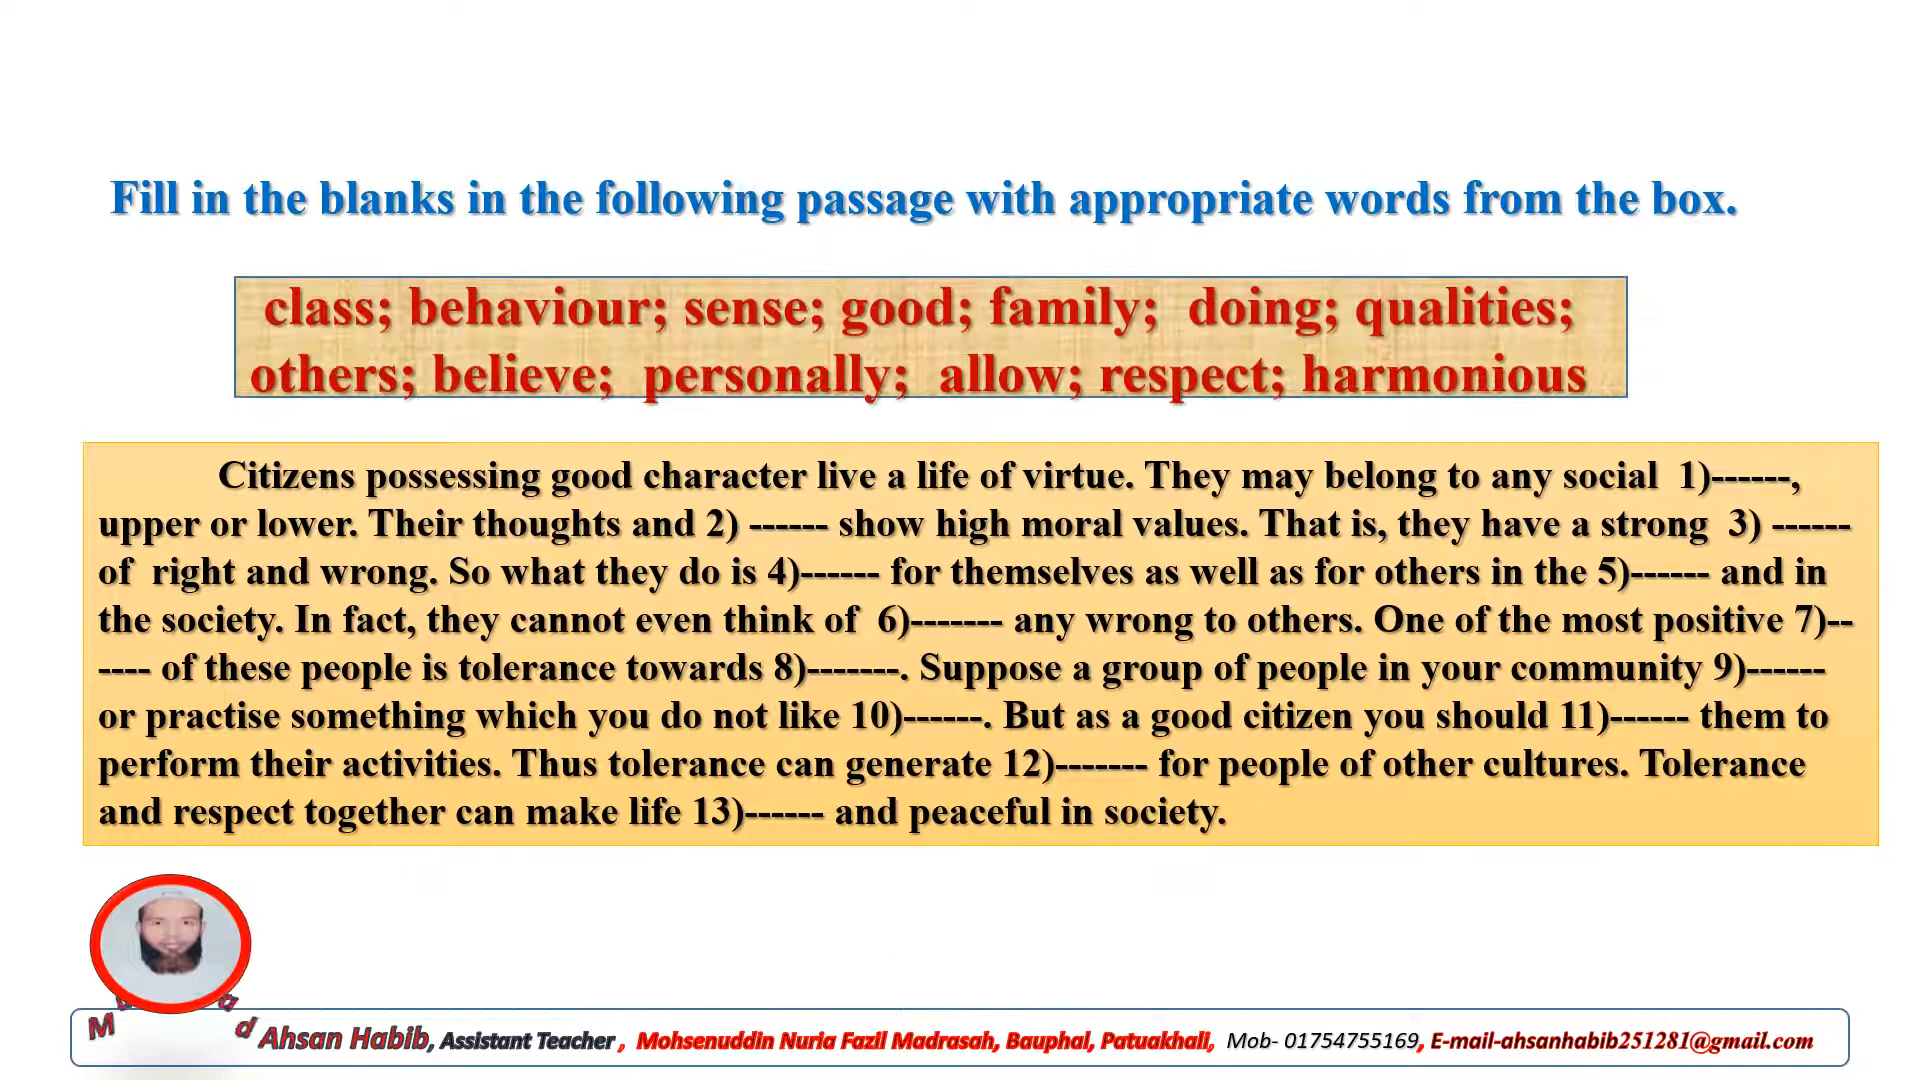 Fill in the blanks in the following passage with appropriate words from the box.
class; behaviour; sense; good; family; doing; qualities;
others; believe; personally; allow; respect; harmonious
Citizens possessing good character live a life of virtue. They may belong to any social 1)------,
upper or lower. Their thoughts and 2) ------ show high moral values. That is, they have a strong 3) ------
of right and wrong. So what they do is 4)------ for themselves as well as for others in the 5)------ and in
the society. In fact, they cannot even think of 6)------- any wrong to others. One of the most positive 7)--
---- of these people is tolerance towards 8)-------. Suppose a group of people in your community 9)------
or practise something which you do not like 10)------. But as a good citizen you should 11)------ them to
perform their activities. Thus tolerance can generate 12)------- for people of other cultures. Tolerance
and respect together can make life 13)------ and peaceful in society.
Ahsan Habib, Assistant Teacher , Mohsenuddin Nuria Fazil Madrasah, Bauphal, Patuakhali, Mob- 01754755169, E-mail-ahsanhabib251281@gmail.com